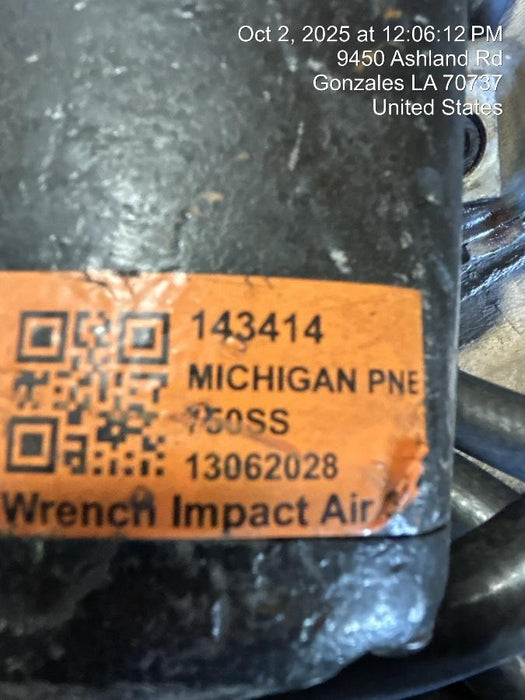 Oct 2, 2025 at 12:06:12 PM
9450 Ashland Rd
Gonzales LA 70737
United States
143414
MICHIGAN PNE
750SS
13062028
Wrench Impact Air